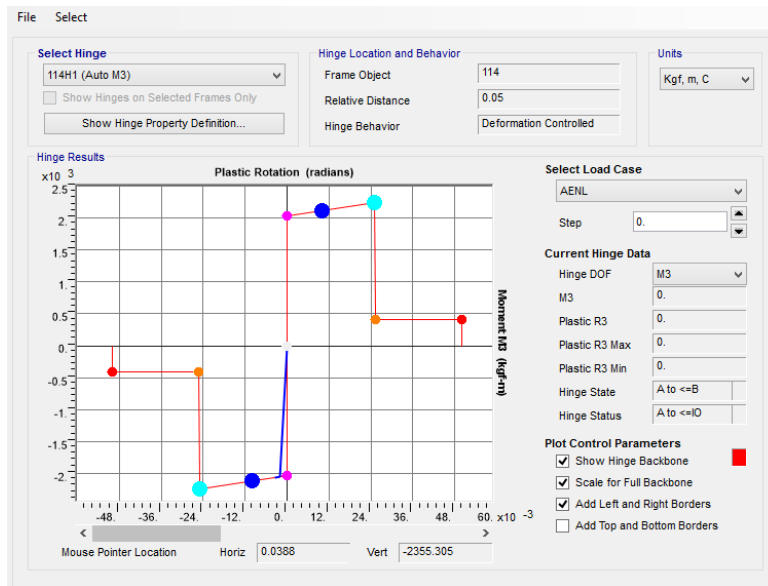 File Select
Select Hinge
114H1 (Auto M3)
Show Hinges on Selected Frames Only
Show Hinge Property Definition...
Hinge Location and Behavior
Frame Object 114
Relative Distance 0.05
Hinge Behavior Deformation Controlled
Units
Kgf, m, C
Hinge Results
x10 3
Plastic Rotation (radians)
2.5
2.
1.5
1.
0.5
0.
-0.5
-1.
-1.5
-2.
-48. -36. -24. -12. 0. 12. 24. 36. 48. 60. x10 -3
Moment M3 (kgf-m)
Mouse Pointer Location Horiz 0.0388 Vert -2355.305
Select Load Case
AENL
Step 0.
Current Hinge Data
Hinge DOF M3
M3 0.
Plastic R3 0.
Plastic R3 Max 0.
Plastic R3 Min 0.
Hinge State A to <=B
Hinge Status A to <=IO
Plot Control Parameters
Show Hinge Backbone
Scale for Full Backbone
Add Left and Right Borders
Add Top and Bottom Borders